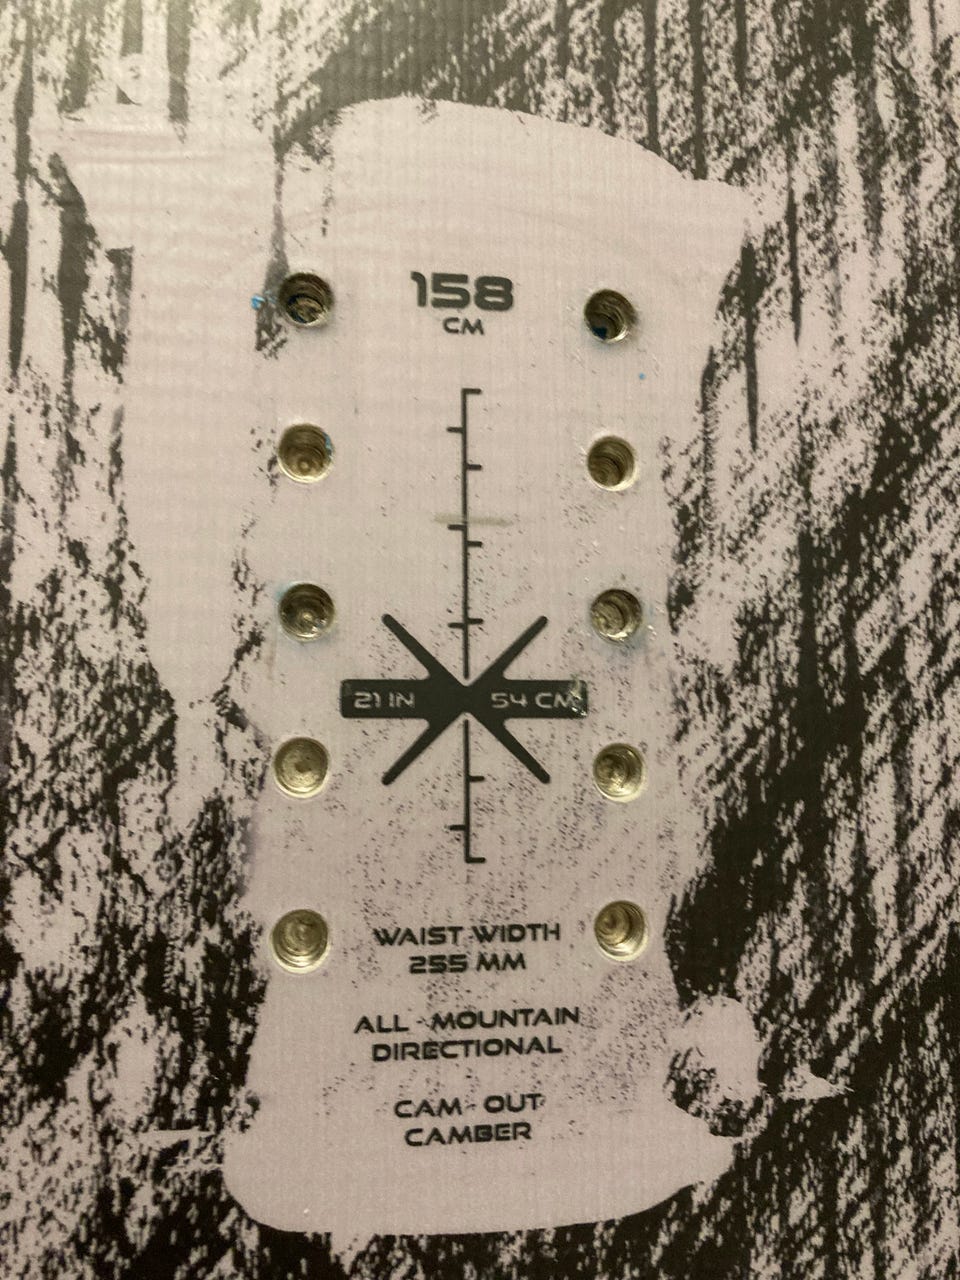 158
CM
21 IN 54 CM
WAIST WIDTH
255 MM
ALL - MOUNTAIN
DIRECTIONAL
CAM - OUT
CAMBER